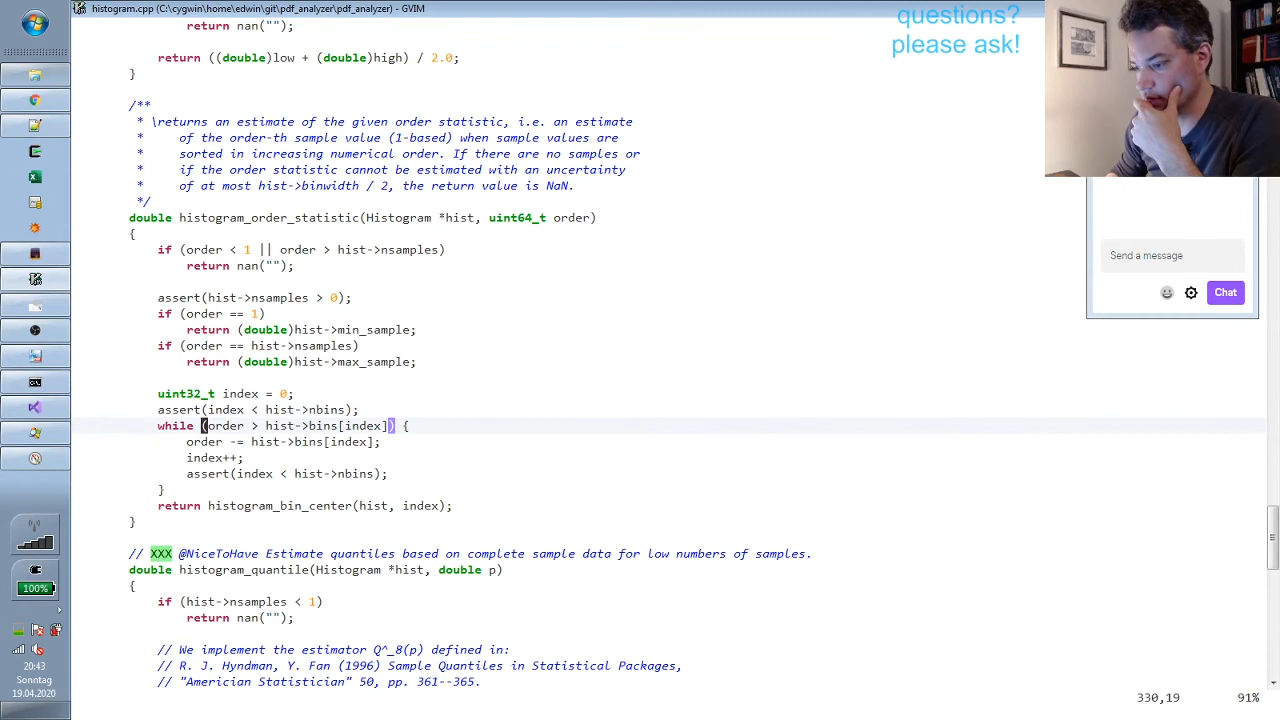 histogram.cpp (C:\cygwin\home\edwin\git\pdf_analyzer\pdf_analyzer) - GVIM
questions?
please ask!
return nan("");
return ((double)low + (double)high) / 2.0;
}
/**
* \returns an estimate of the given order statistic, i.e. an estimate
* of the order-th sample value (1-based) when sample values are
* sorted in increasing numerical order. If there are no samples or
* if the order statistic cannot be estimated with an uncertainty
* of at most hist->binwidth / 2, the return value is NaN.
*/
double histogram_order_statistic(Histogram *hist, uint64_t order)
{
if (order < 1 || order > hist->nsamples)
return nan("");
assert(hist->nsamples > 0);
if (order == 1)
return (double)hist->min_sample;
if (order == hist->nsamples)
return (double)hist->max_sample;
uint32_t index = 0;
assert(index < hist->nbins);
while (order > hist->bins[index]) {
order -= hist->bins[index];
index++;
assert(index < hist->nbins);
}
return histogram_bin_center(hist, index);
}
// XXX @NiceToHave Estimate quantiles based on complete sample data for low numbers of samples.
double histogram_quantile(Histogram *hist, double p)
{
if (hist->nsamples < 1)
return nan("");
// We implement the estimator Q^_8(p) defined in:
// R. J. Hyndman, Y. Fan (1996) Sample Quantiles in Statistical Packages,
// "Americian Statistician" 50, pp. 361--365.
330,19 91%
Send a message
Chat
100%
20:43
Sonntag
19.04.2020